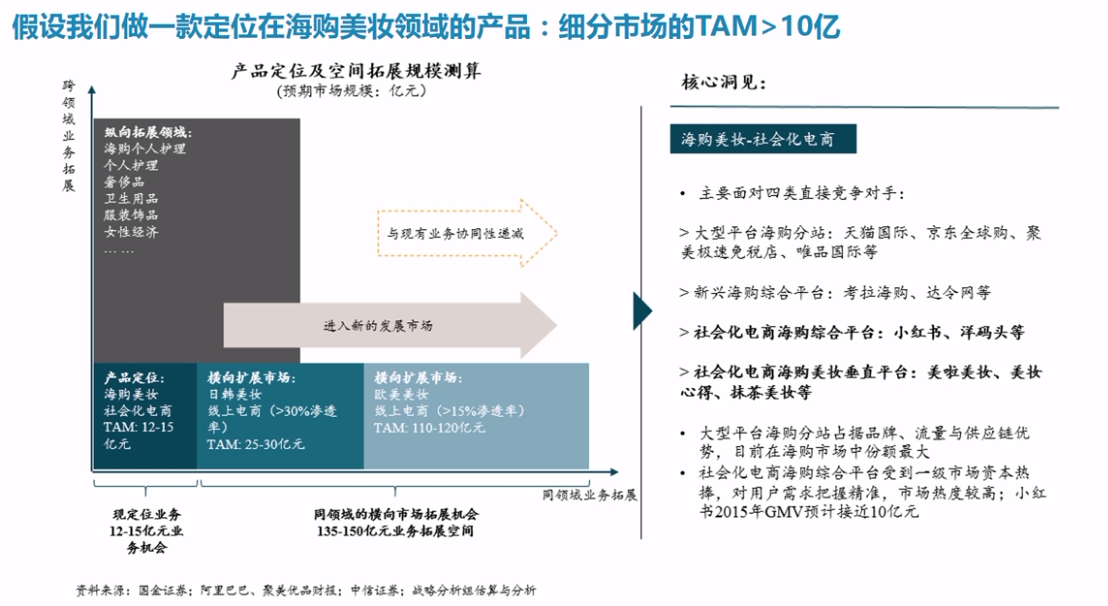 假设我们做一款定位在海购美妆领域的产品：细分市场的TAM>10亿
产品定位及空间拓展规模测算
(预期市场规模：亿元)
跨领域业务拓展
纵向拓展领域:
海购个人护理
个人护理
奢侈品
卫生用品
服装饰品
女性经济
... ...
与现有业务协同性递减
进入新的发展市场
产品定位:
海购美妆
社会化电商
TAM: 12-15
亿元
横向扩展市场:
日韩美妆
线上电商（>30%渗透
率）
TAM: 25-30亿元
横向扩展市场:
欧美美妆
线上电商（>15%渗透率）
TAM: 110-120亿元
同领域业务拓展
现定位业务
12-15亿元业
务机会
同领域的横向市场拓展机会
135-150亿元业务拓展空间
核心洞见:
海购美妆-社会化电商
• 主要面对四类直接竞争对手:
> 大型平台海购分站：天猫国际、京东全球购、聚
美极速免税店、唯品国际等
> 新兴海购综合平台：考拉海购、达令网等
> 社会化电商海购综合平台：小红书、洋码头等
> 社会化电商海购美妆垂直平台：美啦美妆、美妆
心得、抹茶美妆等
• 大型平台海购分站占据品牌、流量与供应链优
势，目前在海购市场中份额最大
• 社会化电商海购综合平台受到一级市场资本热
捧，对用户需求把握精准，市场热度较高；小红
书2015年GMV预计接近10亿元
资料来源：国金证券；阿里巴巴、聚美优品财报；中信证券；战略分析组估算与分析